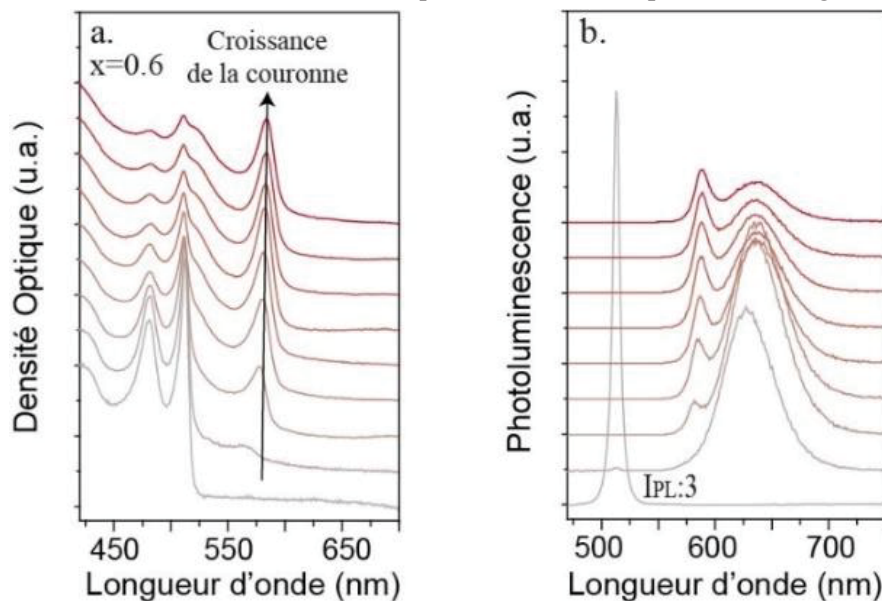 a.
x=0.6
Croissance
de la couronne
Densité Optique (u.a.)
450 550 650
Longueur d'onde (nm)
b.
Photoluminescence (u.a.)
IPL:3
500 600 700
Longueur d'onde (nm)